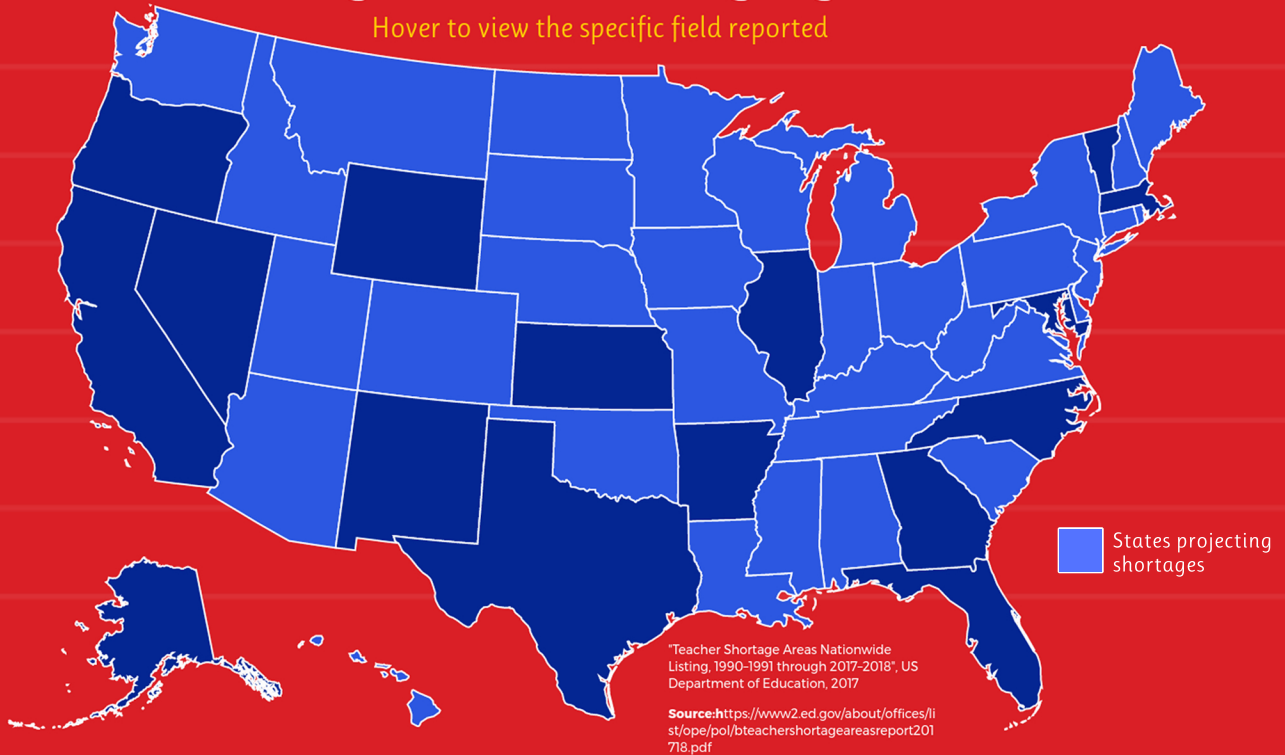 Hover to view the specific field reported
States projecting
shortages
"Teacher Shortage Areas Nationwide
Listing, 1990-1991 through 2017-2018", US
Department of Education, 2017
Source:https://www2.ed.gov/about/offices/li
st/ope/pol/bteachershortageareasreport201
718.pdf